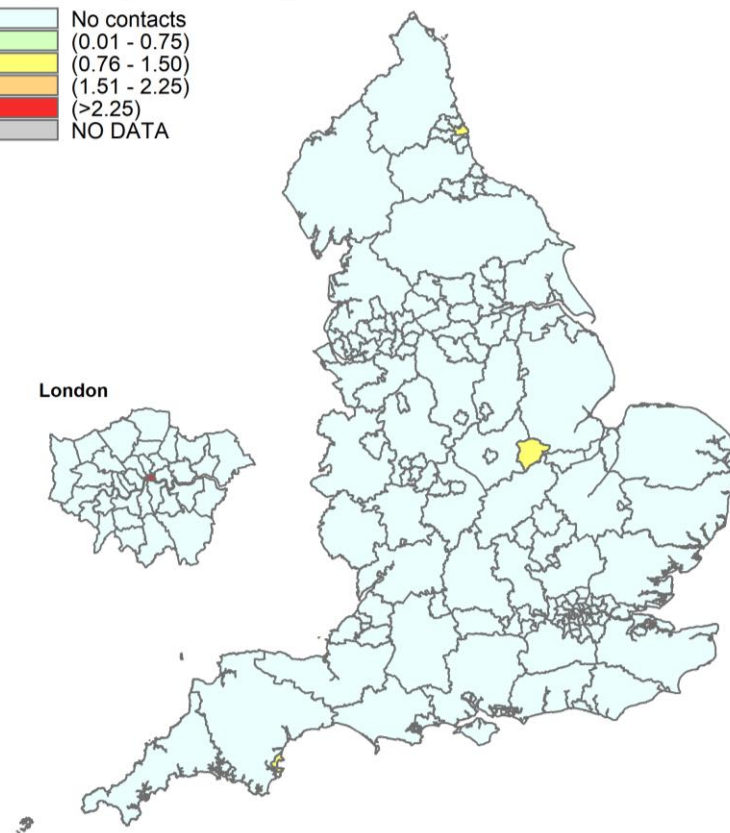 No contacts
(0.01 - 0.75)
(0.76 - 1.50)
(1.51 - 2.25)
(>2.25)
NO DATA
London